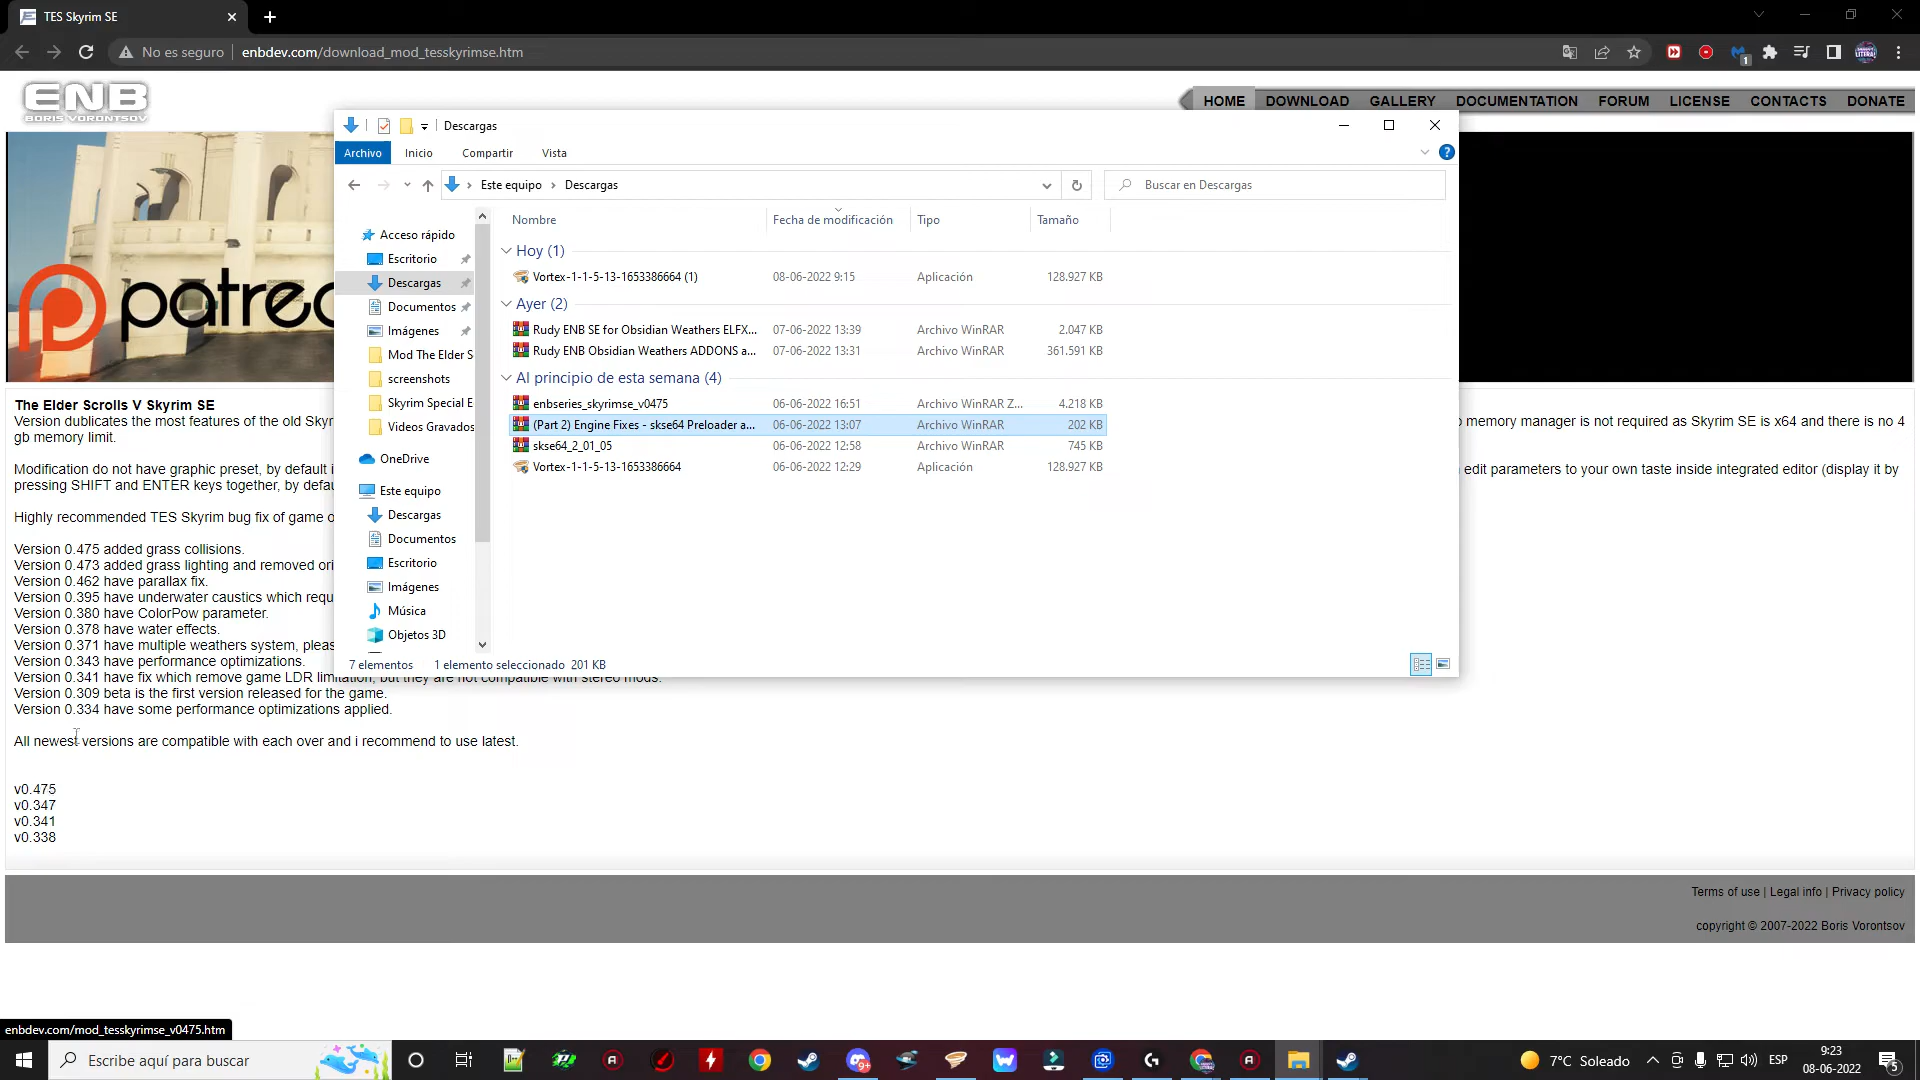 TES Skyrim SE
No es seguro
enbdev.com/download_mod_tesskyrimse.htm
1
ENB
BORIS VORONTSOV
HOME
DOWNLOAD
GALLERY
DOCUMENTATION
FORUM
LICENSE
CONTACTS
DONATE
Descargas
Archivo
Inicio
Compartir
Vista
Este equipo
Descargas
Buscar en Descargas
Nombre
Fecha de modificación
Tipo
Tamaño
Acceso rápido
Escritorio
Descargas
Documentos
Imágenes
Mod The Elder S
screenshots
Skyrim Special E
Videos Gravados
OneDrive
Este equipo
Descargas
Documentos
Escritorio
Imágenes
Música
Objetos 3D
Hoy (1)
Vortex-1-1-5-13-1653386664 (1) 08-06-2022 9:15 Aplicación 128.927 KB
Ayer (2)
Rudy ENB SE for Obsidian Weathers ELFX... 07-06-2022 13:39 Archivo WinRAR 2.047 KB
Rudy ENB Obsidian Weathers ADDONS a... 07-06-2022 13:31 Archivo WinRAR 361.591 KB
Al principio de esta semana (4)
enbseries_skyrimse_v0475 06-06-2022 16:51 Archivo WinRAR Z... 4.218 KB
(Part 2) Engine Fixes - skse64 Preloader a... 06-06-2022 13:07 Archivo WinRAR 202 KB
skse64_2_01_05 06-06-2022 12:58 Archivo WinRAR 745 KB
Vortex-1-1-5-13-1653386664 06-06-2022 12:29 Aplicación 128.927 KB
7 elementos
1 elemento seleccionado 201 KB
patre
The Elder Scrolls V Skyrim SE
Version dublicates the most features of the old Skyr
memory manager is not required as Skyrim SE is x64 and there is no 4
gb memory limit.
Modification do not have graphic preset, by default i
edit parameters to your own taste inside integrated editor (display it by
pressing SHIFT and ENTER keys together, by defau
Highly recommended TES Skyrim bug fix of game o
Version 0.475 added grass collisions.
Version 0.473 added grass lighting and removed ori
Version 0.462 have parallax fix.
Version 0.395 have underwater caustics which requ
Version 0.380 have ColorPow parameter.
Version 0.378 have water effects.
Version 0.371 have multiple weathers system, pleas
Version 0.343 have performance optimizations.
Version 0.341 have fix which remove game LDR limitation, but they are not compatible with stereo mods.
Version 0.309 beta is the first version released for the game.
Version 0.334 have some performance optimizations applied.
All newest versions are compatible with each over and i recommend to use latest.
v0.475
v0.347
v0.341
v0.338
Terms of use | Legal info | Privacy policy
copyright © 2007-2022 Boris Vorontsov
enbdev.com/mod_tesskyrimse_v0475.htm
Escribe aquí para buscar
9+
7°C Soleado
ESP
9:23
08-06-2022
5